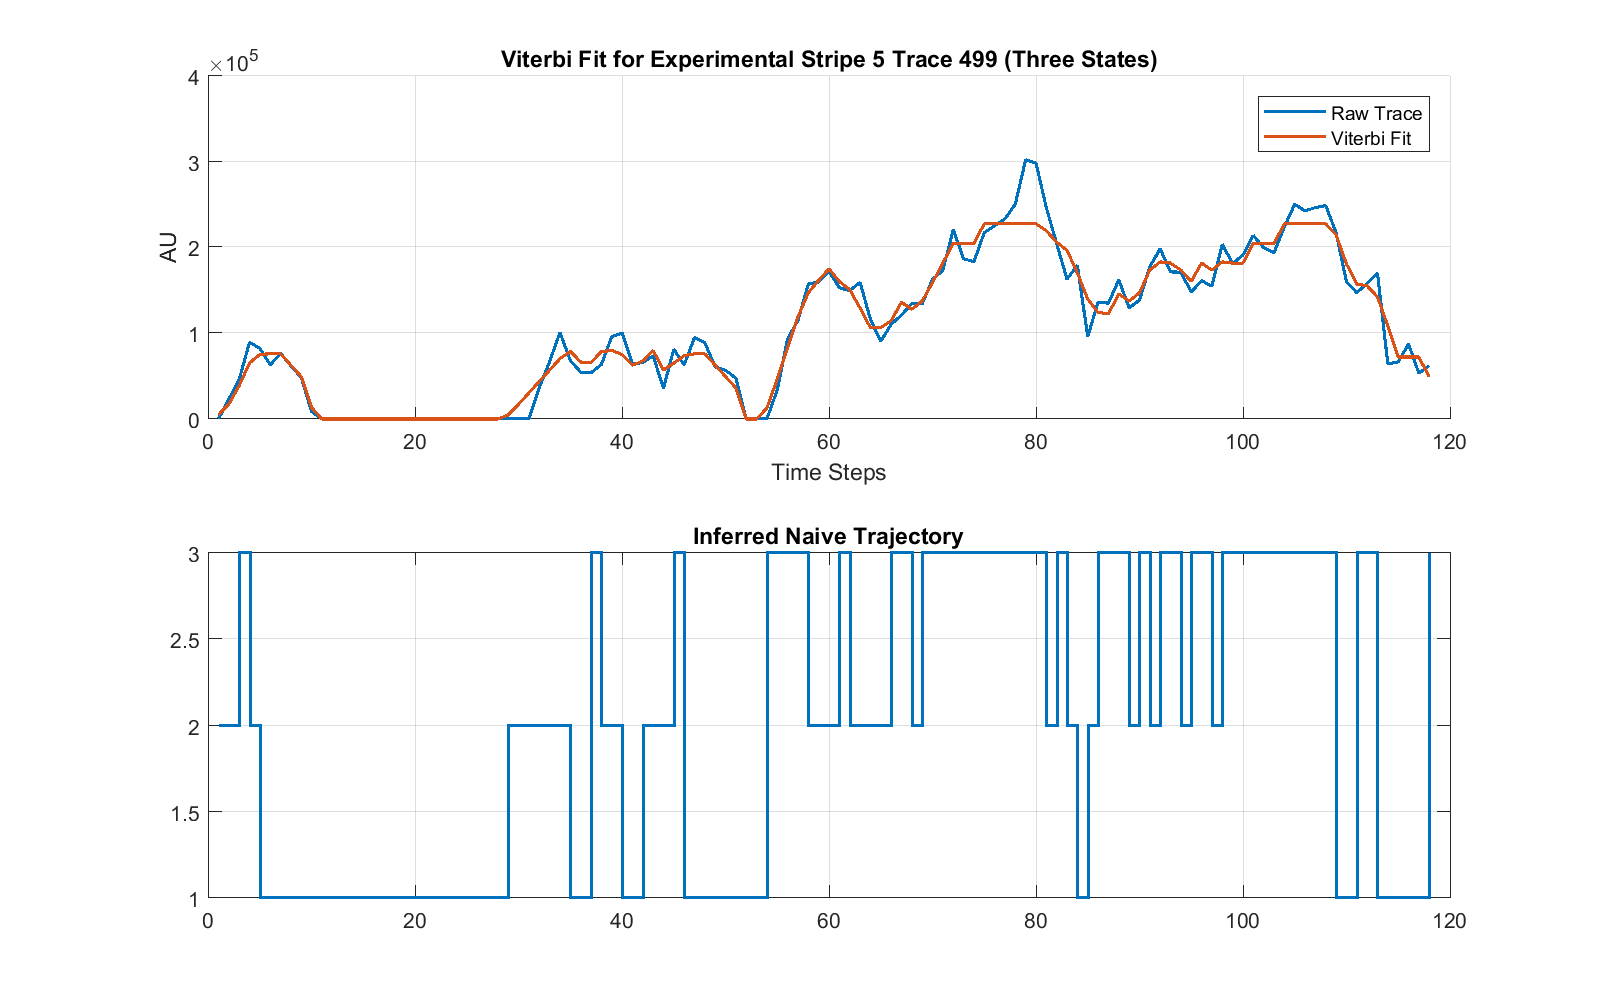 Viterbi Fit for Experimental Stripe 5 Trace 499 (Three States)
×10^5
4
3
2
1
0
AU
Raw Trace
Viterbi Fit
0 20 40 60 80 100 120
Time Steps
Inferred Naive Trajectory
3
2.5
2
1.5
1
0 20 40 60 80 100 120